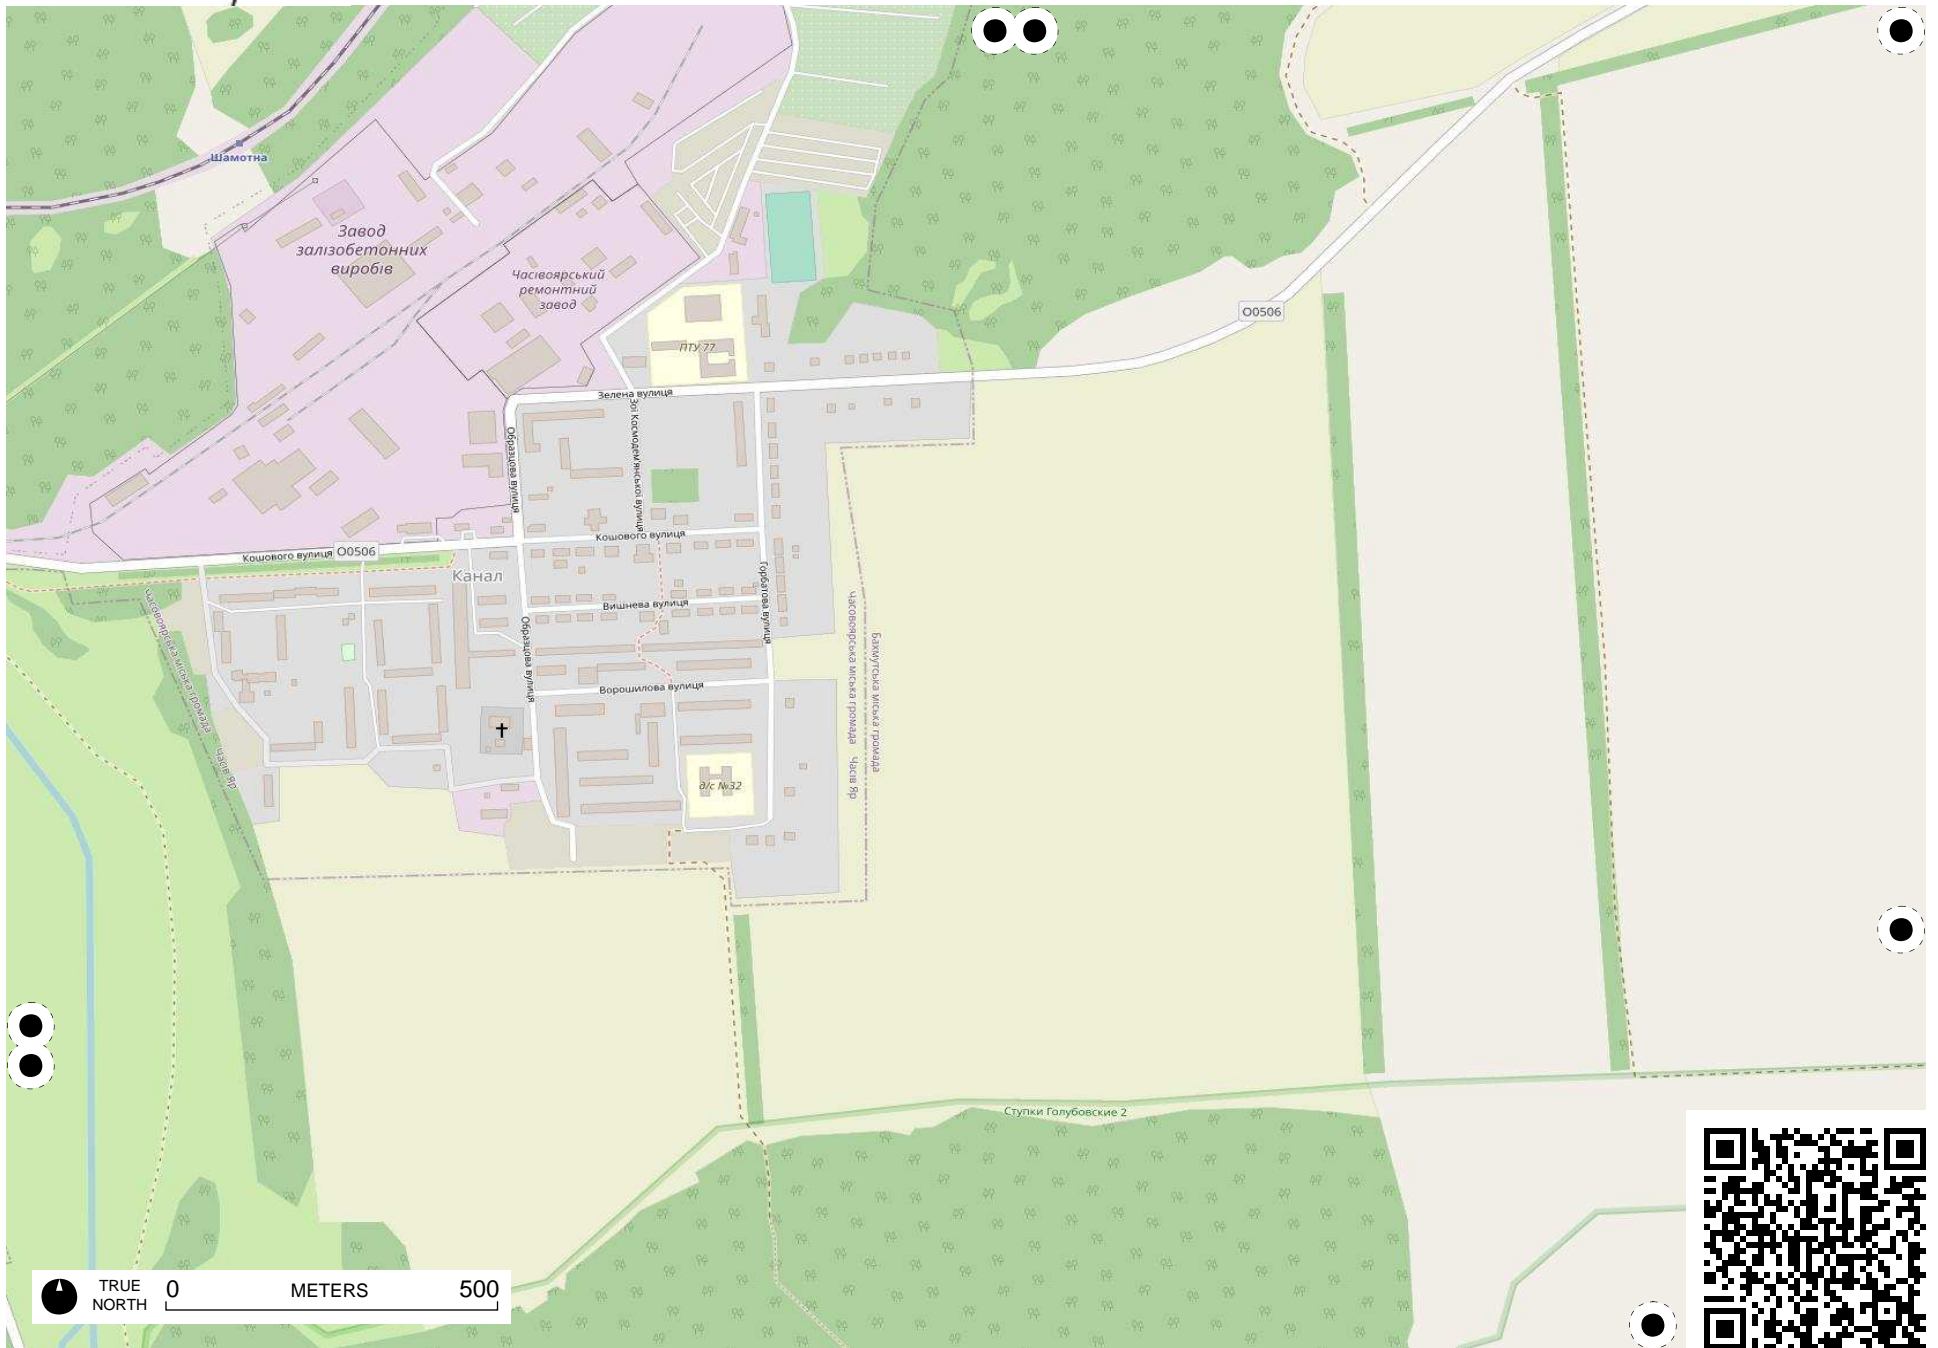 Шамотна
Завод
залізобетонних
виробів
Часівоярський
ремонтний
завод
О0506
ПТУ 77
Зелена вулиця
Зої Космодем'янської вулиця
Образцова вулиця
Кошового вулиця
Кошового вулиця
О0506
Канал
Горбатова вулиця
Вишнева вулиця
Образцова вулиця
Часовоярська міська громада
Часів Яр
Часовоярська міська громада
Часів Яр
Бахмутська міська громада
Ворошилова вулиця
д/с №32
Ступки Голубовские 2
TRUE
NORTH
0 METERS 500